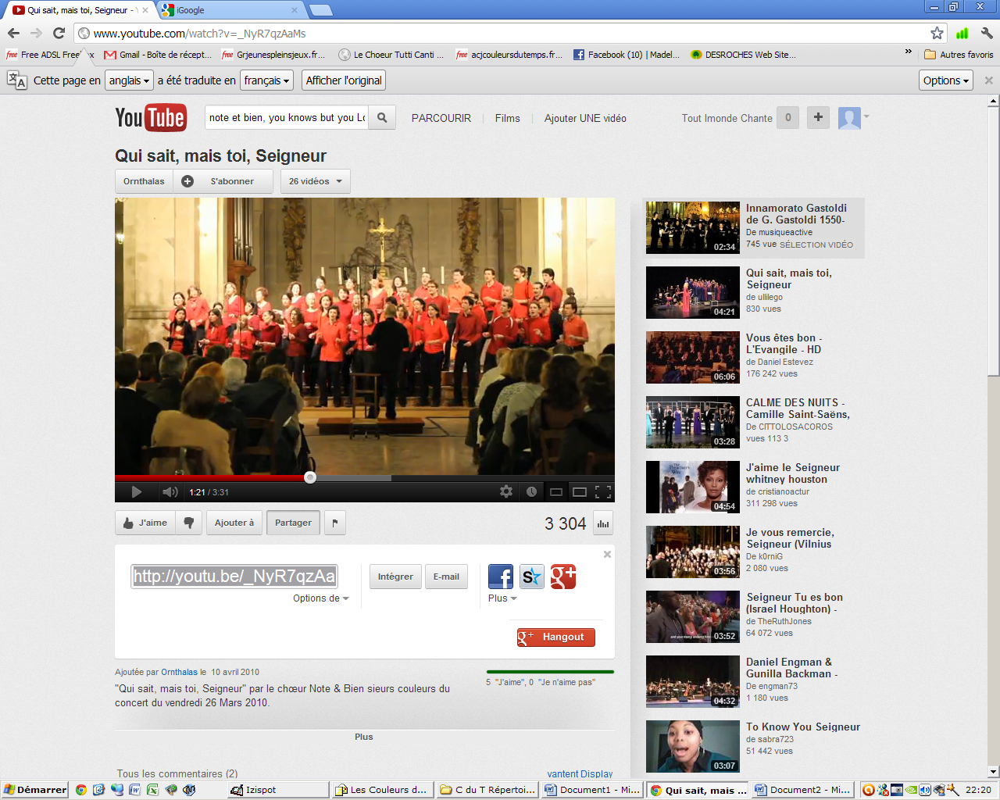 Qui sait, mais toi, Seigneur - Y
iGoogle
www.youtube.com/watch?v=_NyR7qzAaMs
Free ADSL Free
Gmail - Boîte de récept...
Grjeunespleinsjeux.fr...
Le Choeur Tutti Canti ...
acjcouleursdutemps.fr...
Facebook (10) | Madel...
DESROCHES Web Site...
»
Autres favoris
Cette page en anglais a été traduite en français Afficher l'original
Options
YouTube
note et bien, you knows but you Lo
PARCOURIR
Films
Ajouter UNE vidéo
Tout lmonde Chante
0
+
Qui sait, mais toi, Seigneur
Ornthalas
S'abonner
26 vidéos
1:21 / 3:31
J'aime
Ajouter à
Partager
3 304
http://youtu.be/_NyR7qzAa
Options de
Intégrer
E-mail
Plus
g+ Hangout
Ajoutée par Ornthalas le 10 avril 2010
5 "J'aime", 0 "Je n'aime pas"
"Qui sait, mais toi, Seigneur" par le chœur Note & Bien sieurs couleurs du
concert du vendredi 26 Mars 2010.
Plus
Tous les commentaires (2)
vantent Display
Innamorato Gastoldi
de G. Gastoldi 1550-
De musiqueactive
745 vue SÉLECTION VIDÉO
02:34
Qui sait, mais toi,
Seigneur
de ullilego
830 vues
04:21
Vous êtes bon -
L'Evangile - HD
de Daniel Estevez
176 242 vues
06:06
CALME DES NUITS -
Camille Saint-Saëns,
De CITTOLOSACOROS
vues 113 3
03:28
J'aime le Seigneur
whitney houston
de cristianoactur
311 298 vues
04:54
Je vous remercie,
Seigneur (Vilnius
De k0rniG
2 080 vues
03:56
Seigneur Tu es bon
(Israel Houghton) -
de TheRuthJones
64 072 vues
03:52
Daniel Engman &
Gunilla Backman -
De engman73
1 180 vues
04:32
To Know You Seigneur
de sabra723
51 442 vues
03:07
Démarrer
Izispot
Les Couleurs d...
C du T Répertoi...
Document1 - Mi...
Qui sait, mais ...
Document2 - Mi...
22:20